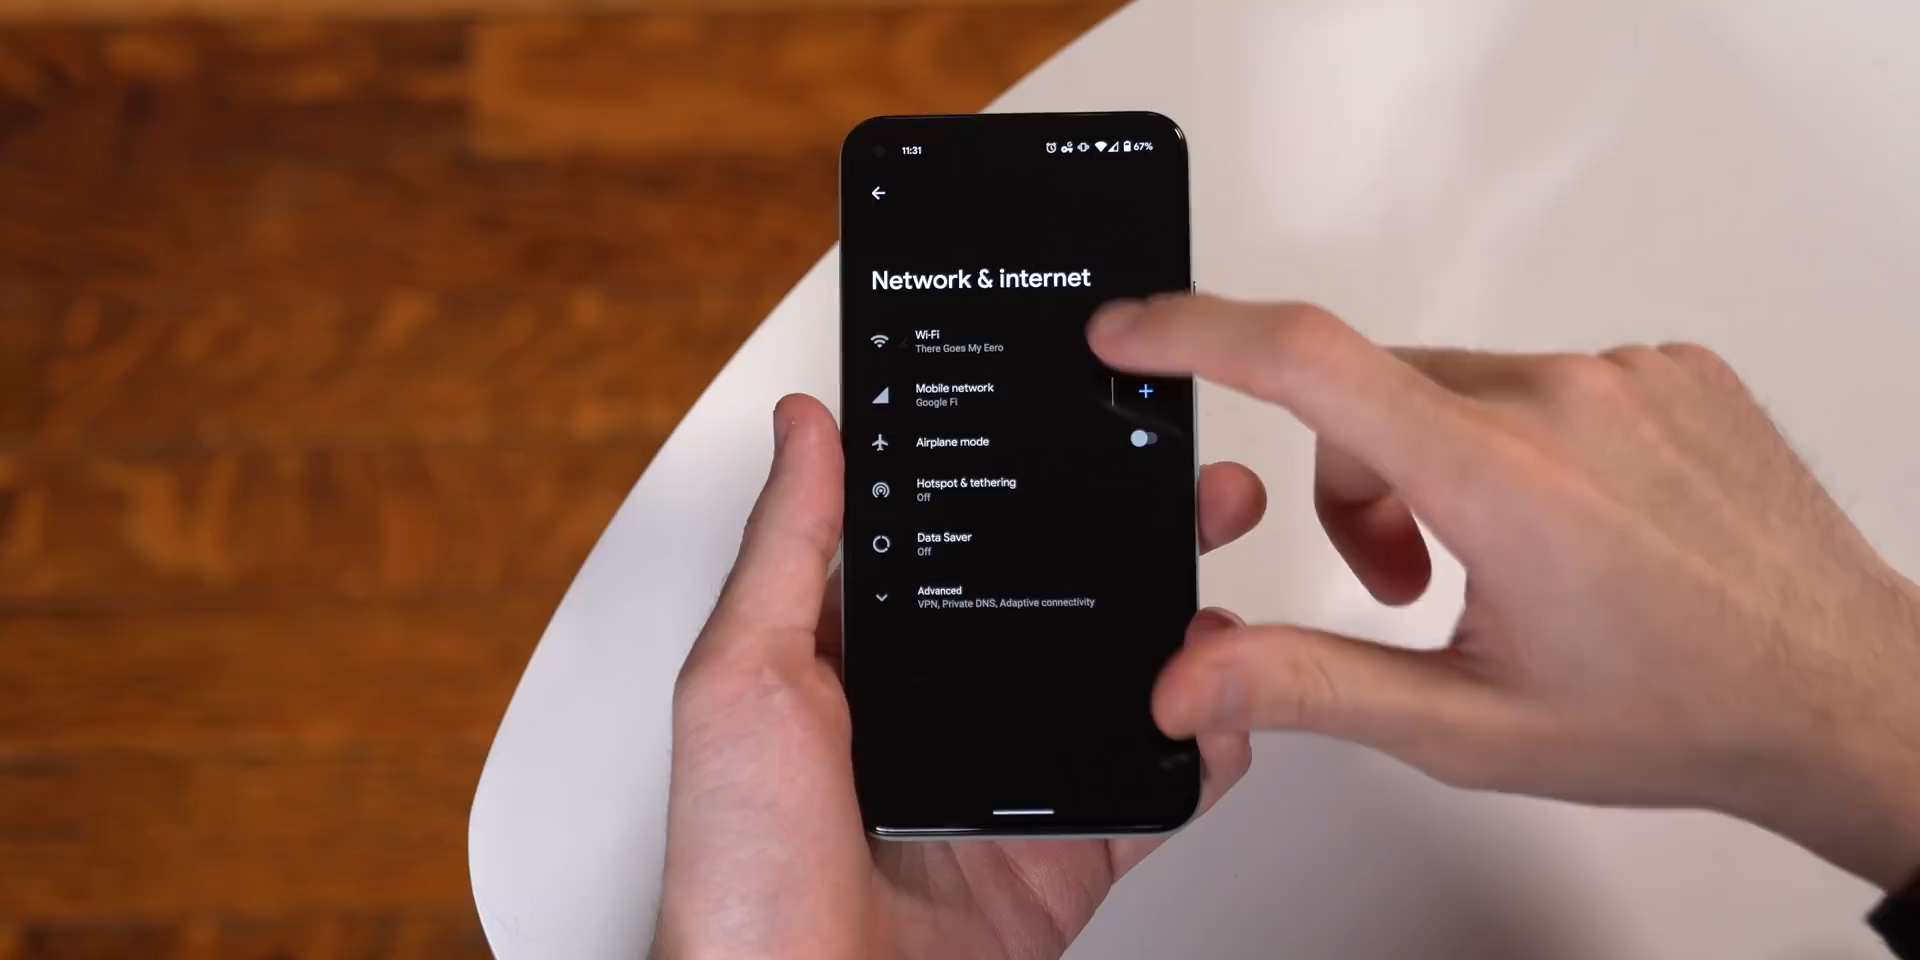 11:31
67%
Network & internet
Wi-Fi
There Goes My Eero
Mobile network
Google Fi
Airplane mode
Hotspot & tethering
Off
Data Saver
Off
Advanced
VPN, Private DNS, Adaptive connectivity